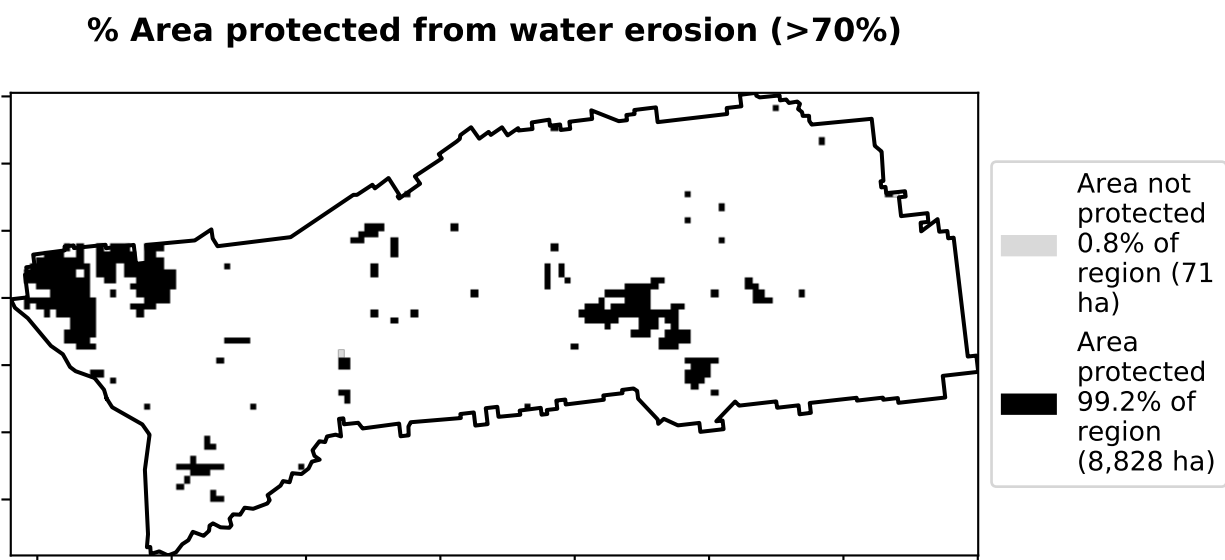 % Area protected from water erosion (>70%)
Area not
protected
0.8% of
region (71
ha)
Area
protected
99.2% of
region
(8,828 ha)